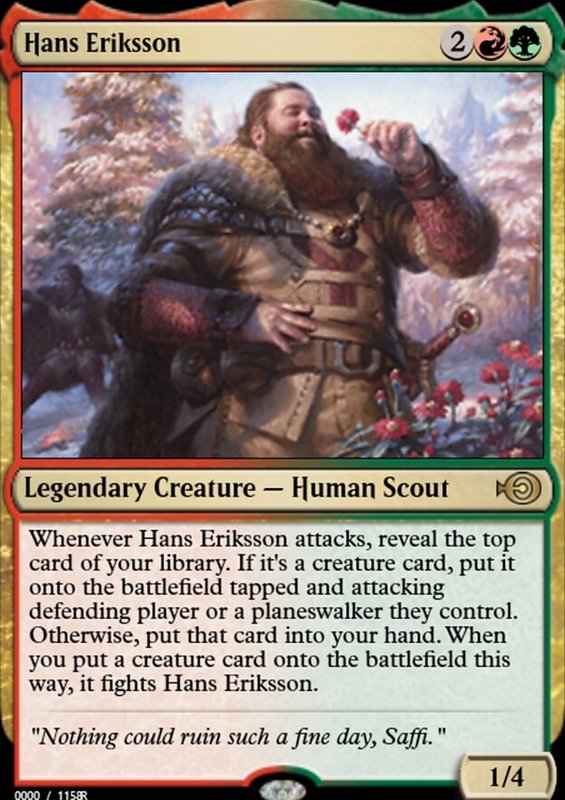 Hans Eriksson
2
Legendary Creature — Human Scout
Whenever Hans Eriksson attacks, reveal the top
card of your library. If it's a creature card, put it
onto the battlefield tapped and attacking
defending player or a planeswalker they control.
Otherwise, put that card into your hand. When
you put a creature card onto the battlefield this
way, it fights Hans Eriksson.
"Nothing could ruin such a fine day, Saffi."
1/4
0000 / 1158R